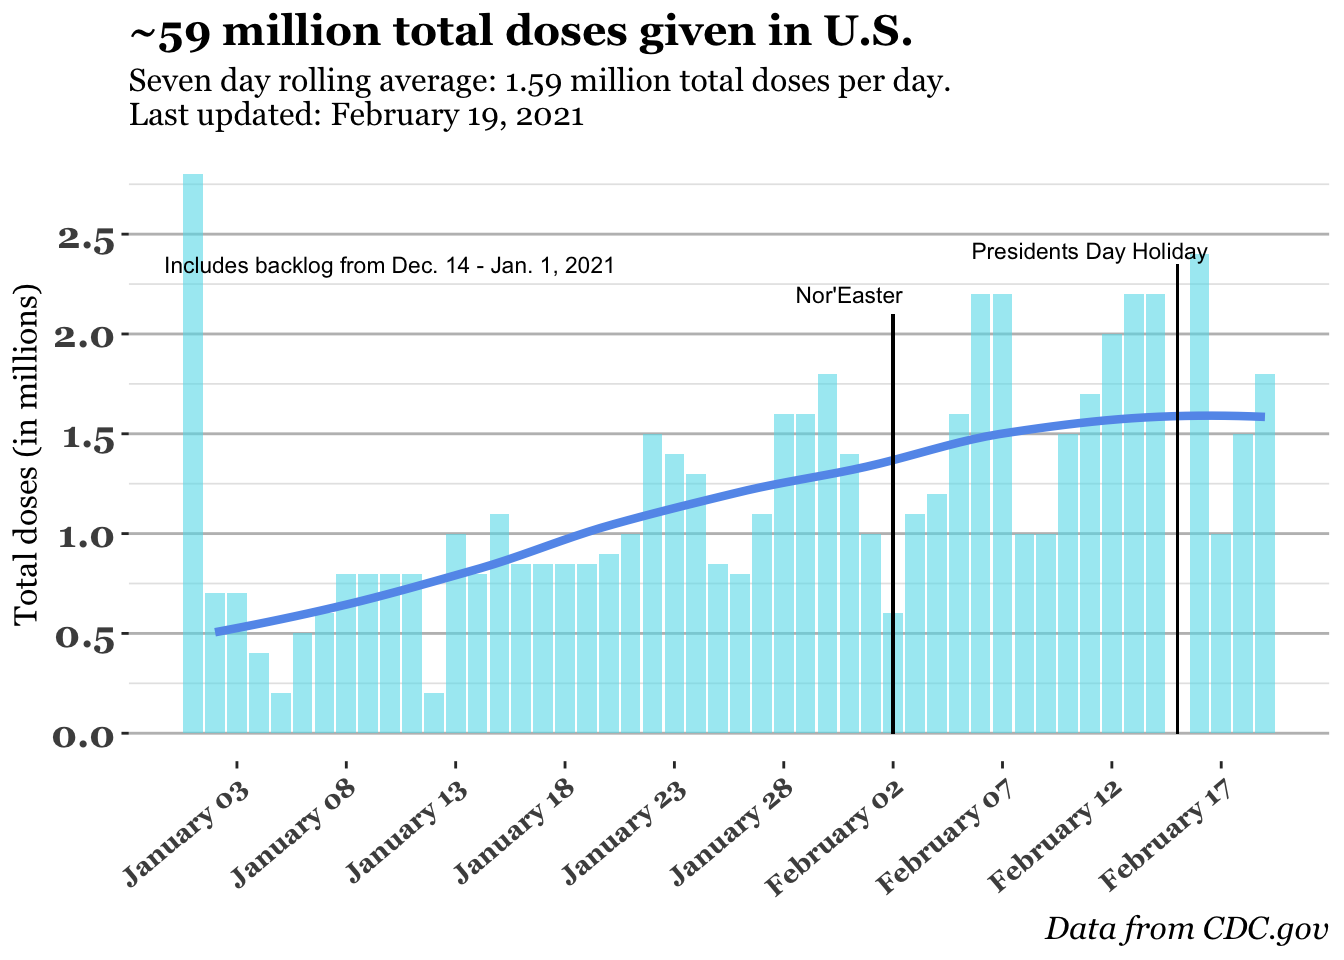 ~59 million total doses given in U.S.
Seven day rolling average: 1.59 million total doses per day.
Last updated: February 19, 2021
Total doses (in millions)
2.5
2.0
1.5
1.0
0.5
0.0
Includes backlog from Dec. 14 - Jan. 1, 2021
Presidents Day Holiday
Nor'Easter
January 03
January 08
January 13
January 18
January 23
January 28
February 02
February 07
February 12
February 17
Data from CDC.gov